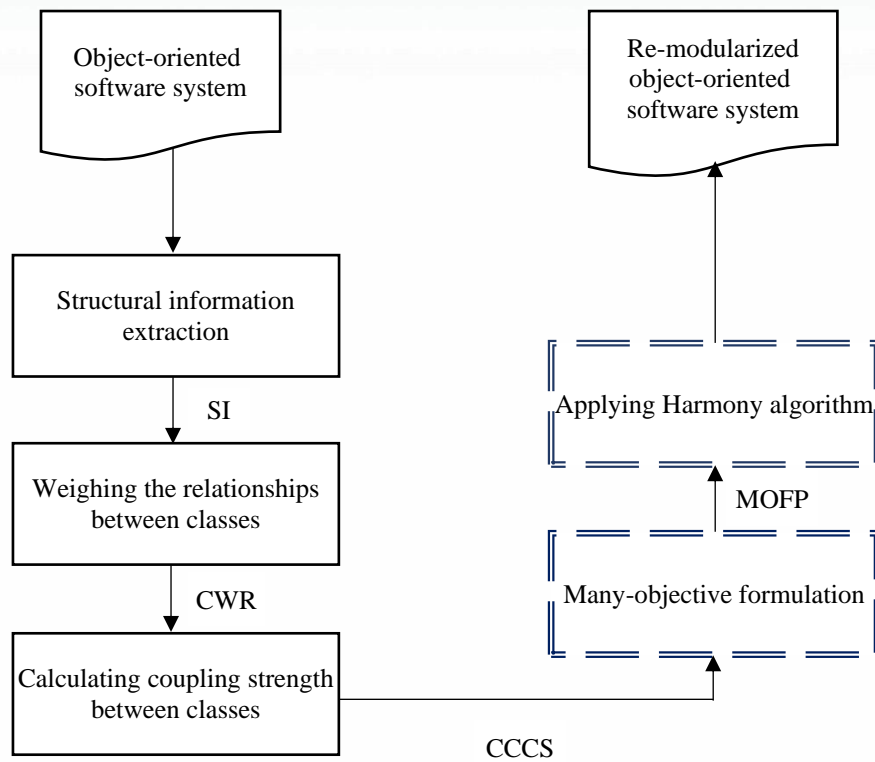 Object-oriented
software system
Structural information
extraction
SI
Weighing the relationships
between classes
CWR
Calculating coupling strength
between classes
CCCS
Many-objective formulation
MOFP
Applying Harmony algorithm
Re-modularized
object-oriented
software system